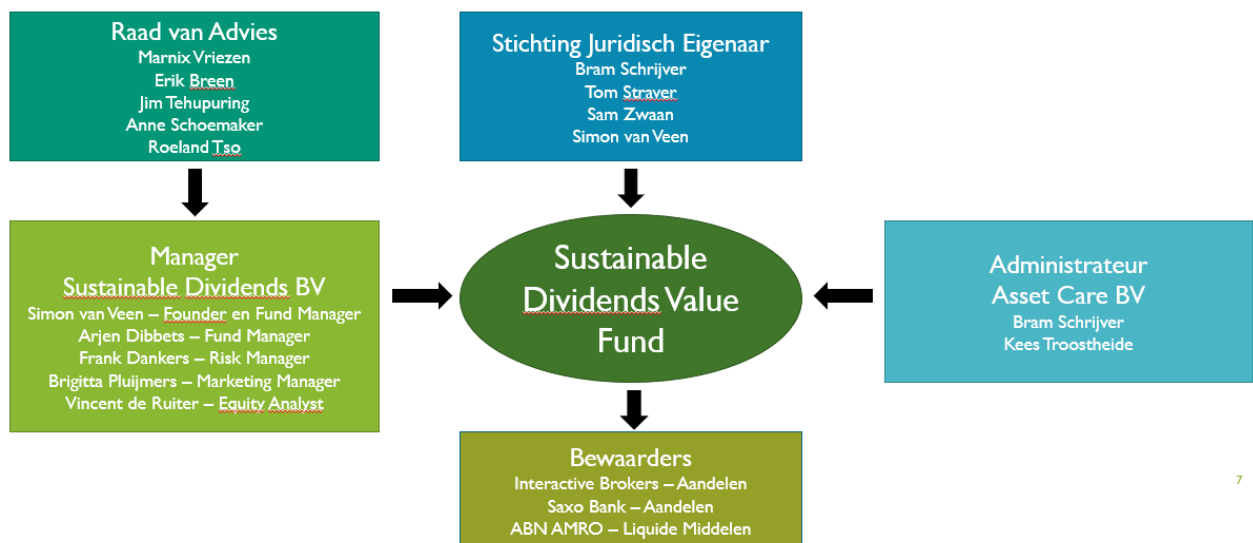 Raad van Advies
Marnix Vriezen
Erik Breen
Jim Tehupuring
Anne Schoemaker
Roeland Tso
Stichting Juridisch Eigenaar
Bram Schrijver
Tom Straver
Sam Zwaan
Simon van Veen
Manager
Sustainable Dividends BV
Simon van Veen – Founder en Fund Manager
Arjen Dibbets – Fund Manager
Frank Dankers – Risk Manager
Brigitta Pluijmers – Marketing Manager
Vincent de Ruiter – Equity Analyst
Sustainable
Dividends Value
Fund
Administrateur
Asset Care BV
Bram Schrijver
Kees Troostheide
Bewaarders
Interactive Brokers – Aandelen
Saxo Bank – Aandelen
ABN AMRO – Liquide Middelen
7